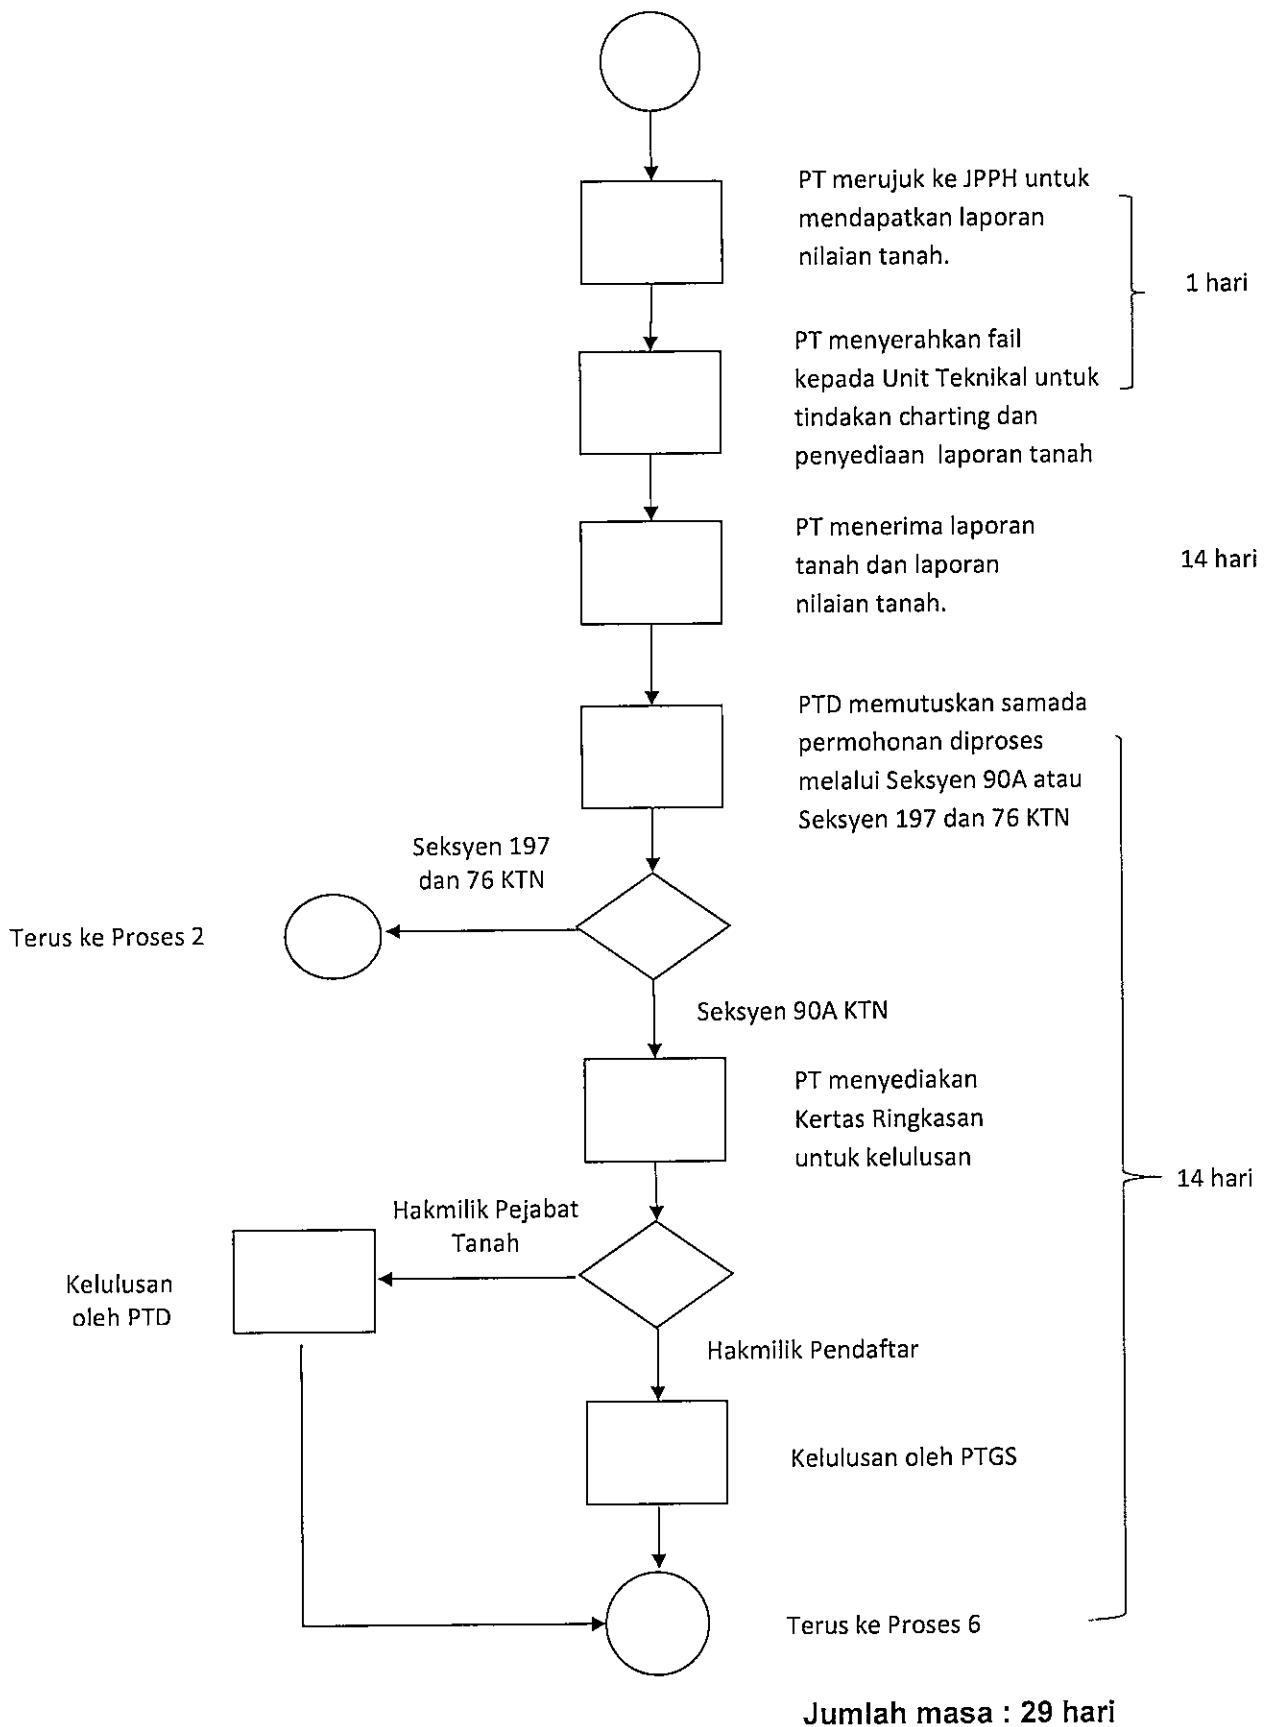 PT merujuk ke JPPH untuk
mendapatkan laporan
nilaian tanah.
1 hari
PT menyerahkan fail
kepada Unit Teknikal untuk
tindakan charting dan
penyediaan laporan tanah
PT menerima laporan
tanah dan laporan
nilaian tanah.
14 hari
PTD memutuskan samada
permohonan diproses
melalui Seksyen 90A atau
Seksyen 197 dan 76 KTN
Seksyen 197
dan 76 KTN
Terus ke Proses 2
Seksyen 90A KTN
PT menyediakan
Kertas Ringkasan
untuk kelulusan
14 hari
Hakmilik Pejabat
Tanah
Kelulusan
oleh PTD
Hakmilik Pendaftar
Kelulusan oleh PTGS
Terus ke Proses 6
Jumlah masa : 29 hari